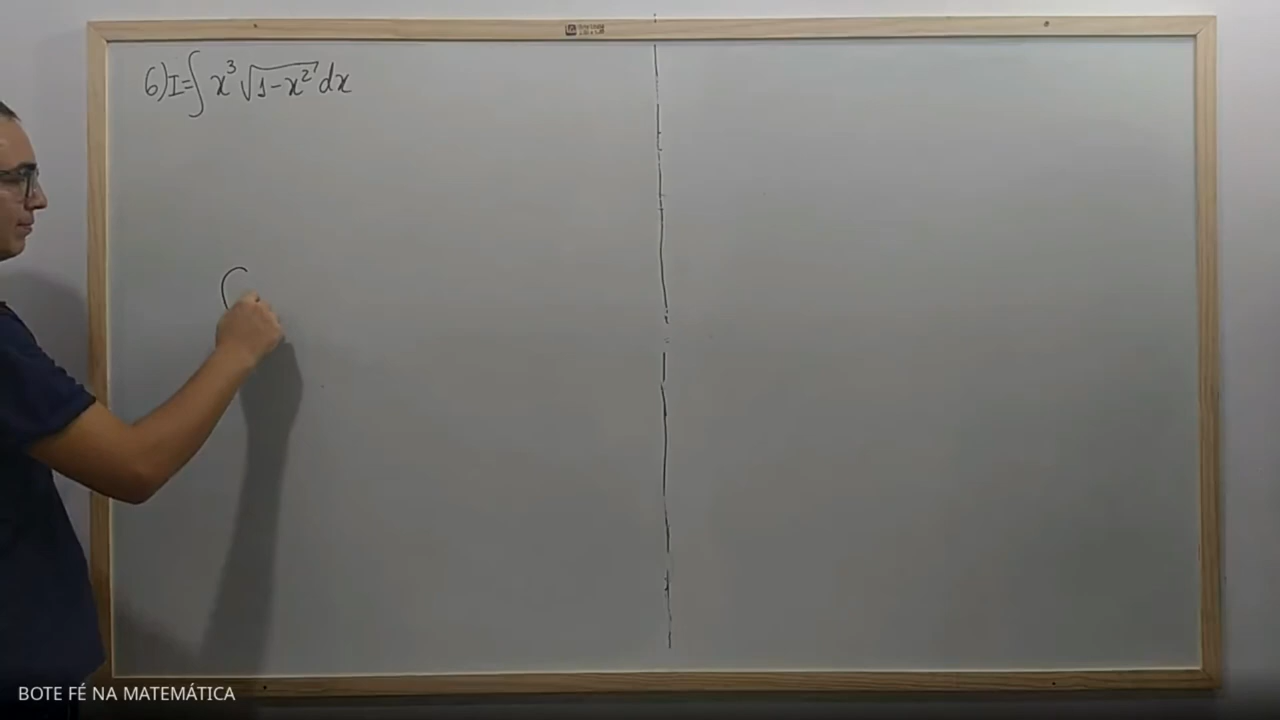 6) I=∫ x³ √(1-x²) dx
BOTE FÉ NA MATEMÁTICA